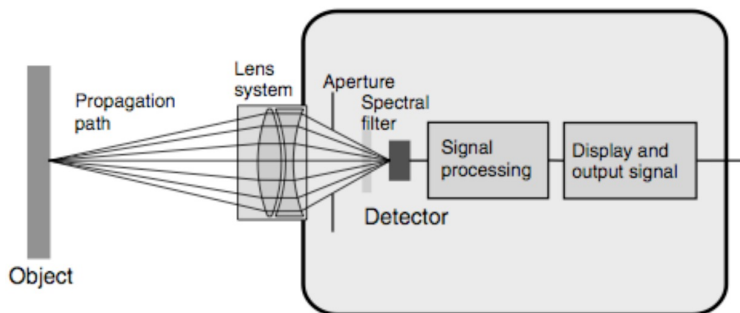 Lens
system
Aperture
Propagation
path
Spectral
filter
Signal
processing
Display and
output signal
Detector
Object